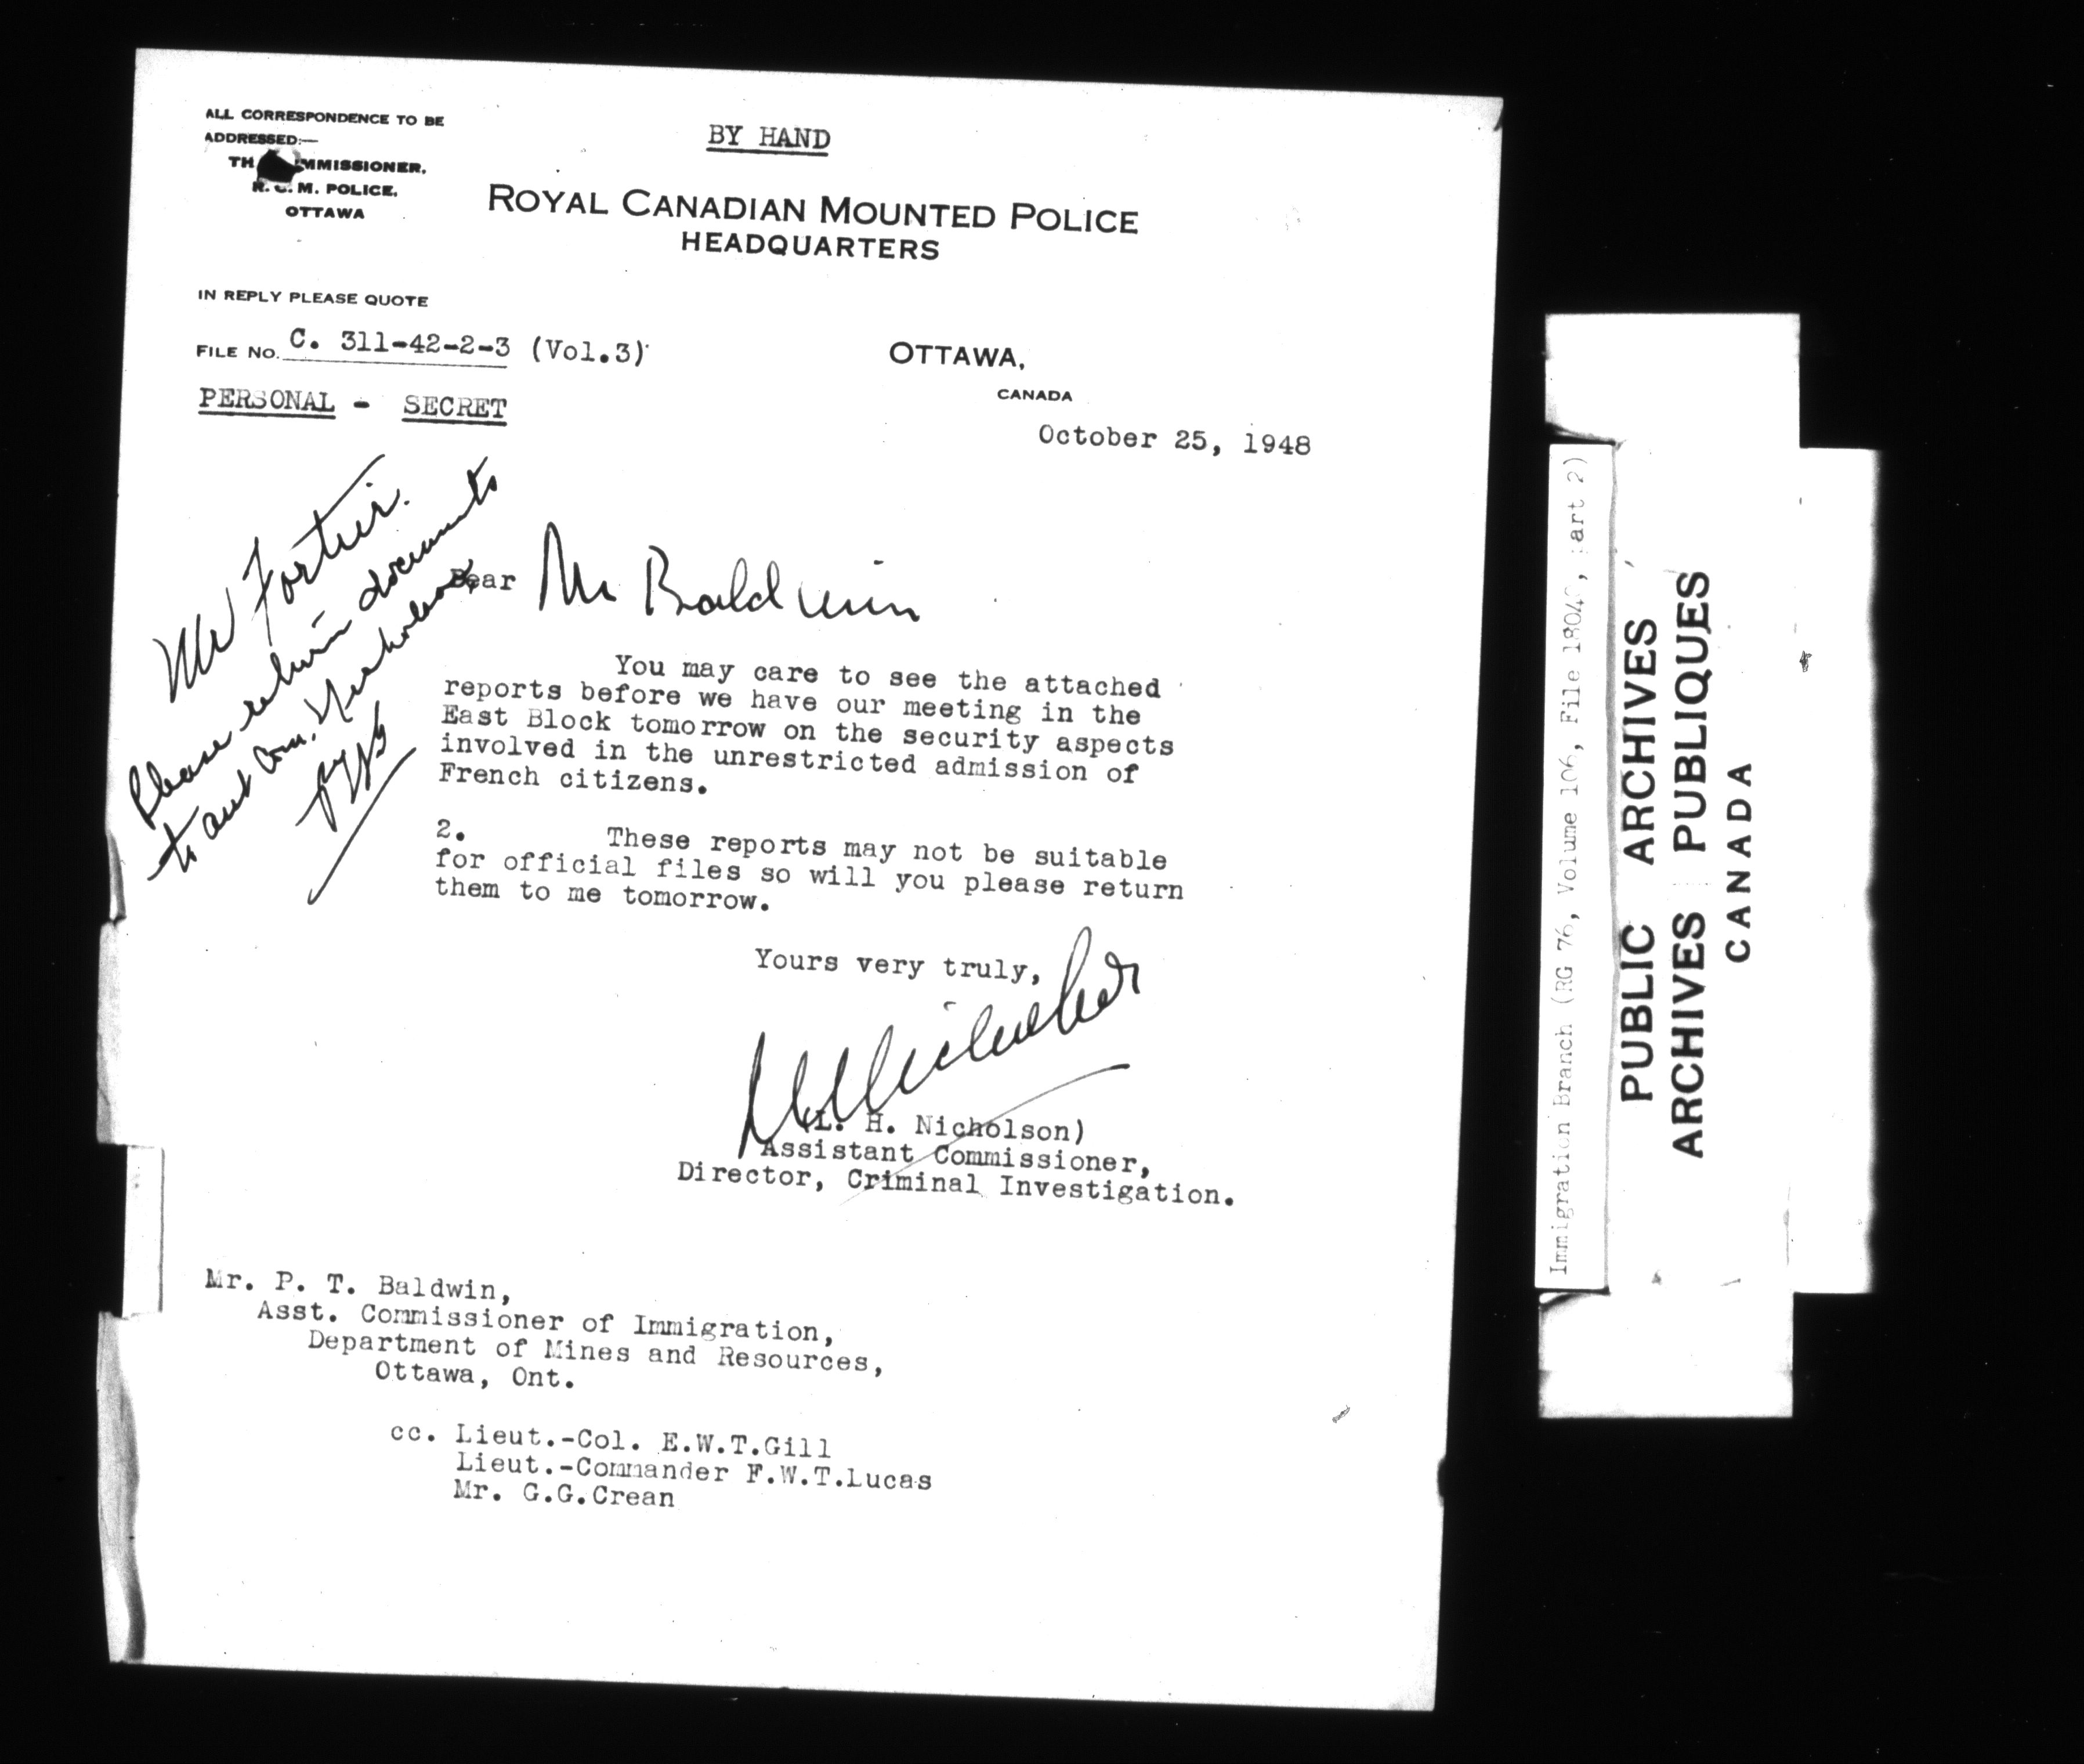 ALL CORRESPONDENCE TO BE
ADDRESSED:—
TH MMISSIONER,
R. C. M. POLICE,
OTTAWA
BY HAND
ROYAL CANADIAN MOUNTED POLICE
HEADQUARTERS
IN REPLY PLEASE QUOTE
FILE NO. C. 311-42-2-3 (Vol.3)
PERSONAL - SECRET
OTTAWA,
CANADA
October 25, 1948
Mr Fortier.
Please return documents
to asst Com. Nicholson,
Dear Mr Baldwin
You may care to see the attached
reports before we have our meeting in the
East Block tomorrow on the security aspects
involved in the unrestricted admission of
French citizens.
2. These reports may not be suitable
for official files so will you please return
them to me tomorrow.
Yours very truly,
LHNicholson
(L. H. Nicholson)
Assistant Commissioner,
Director, Criminal Investigation.
Mr. P. T. Baldwin,
Asst. Commissioner of Immigration,
Department of Mines and Resources,
Ottawa, Ont.
cc. Lieut.-Col. E.W.T.Gill
Lieut.-Commander F.W.T.Lucas
Mr. G.G.Crean
Immigration Branch (RG 76, Volume 106, File 18040, part 2)
PUBLIC ARCHIVES
ARCHIVES PUBLIQUES
CANADA